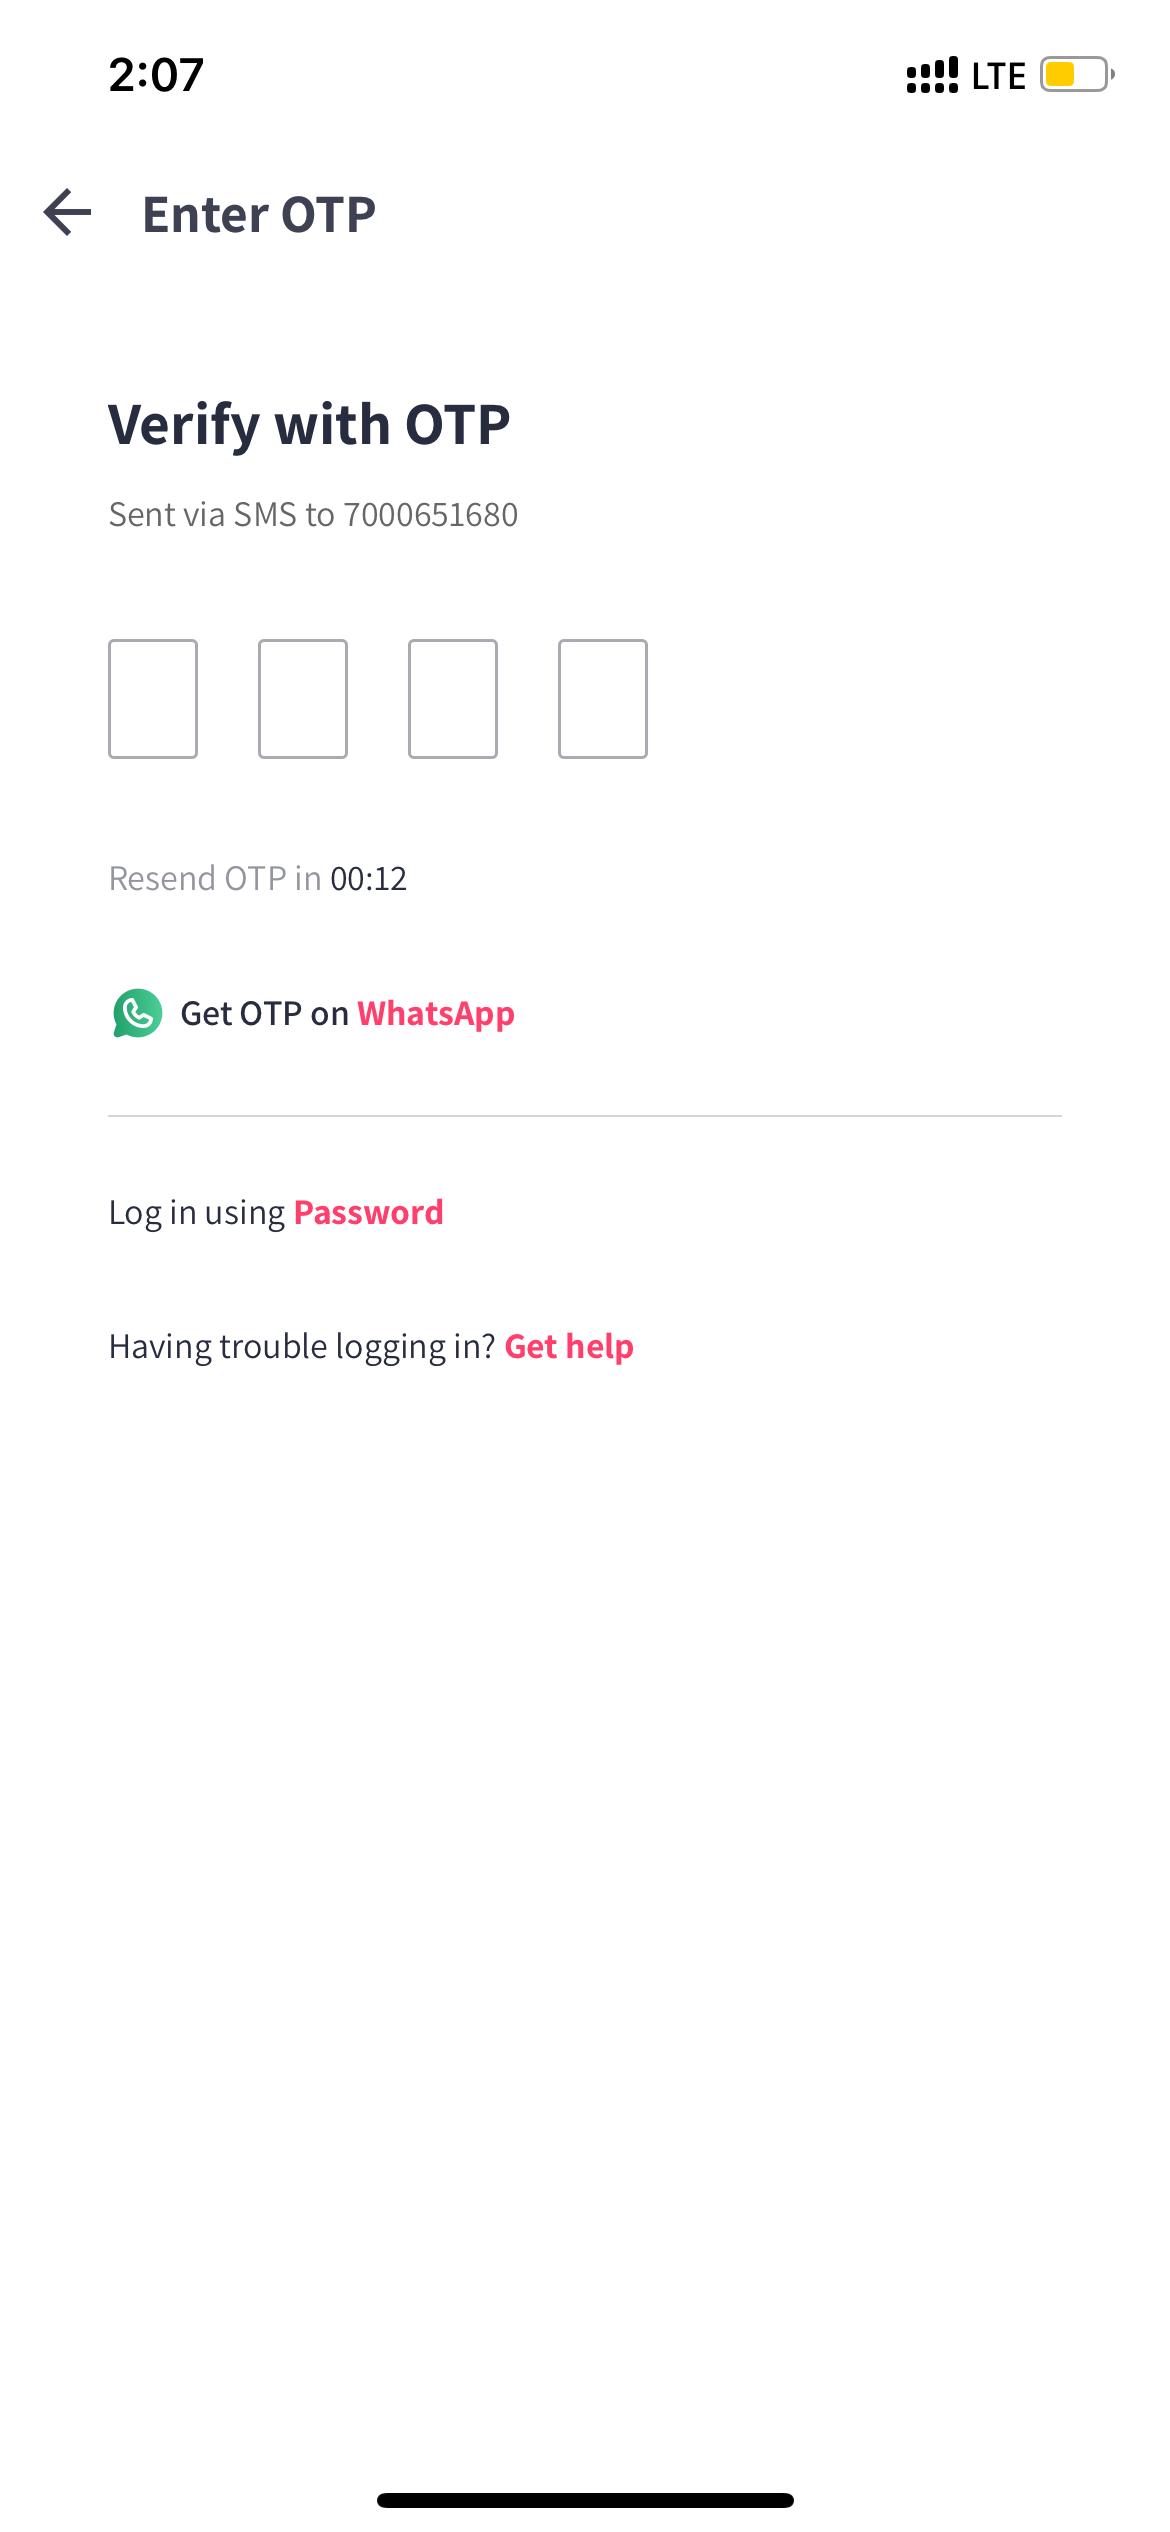 2:07 LTE
Enter OTP
Verify with OTP
Sent via SMS to 7000651680
Resend OTP in 00:12
Get OTP on WhatsApp
Log in using Password
Having trouble logging in? Get help